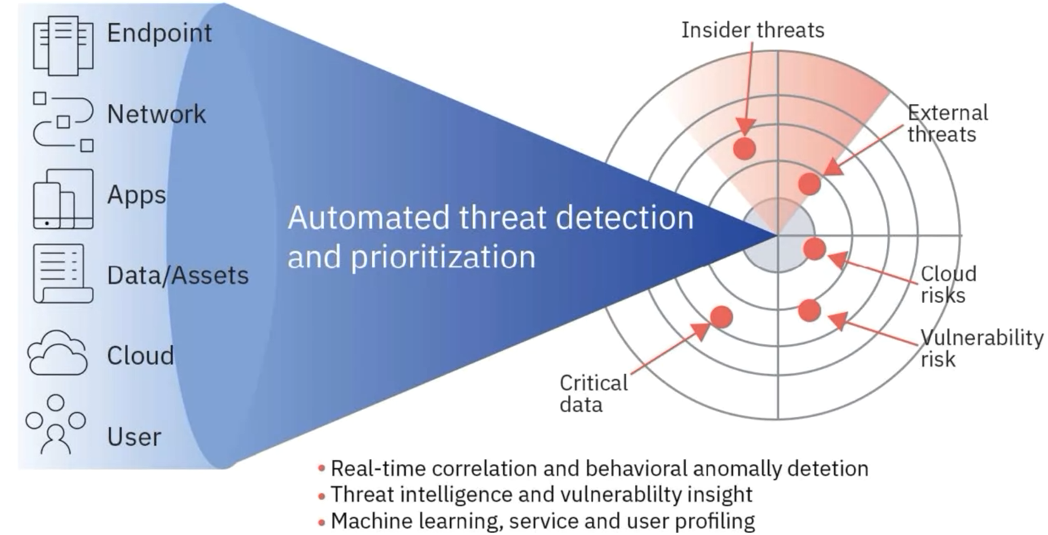 Endpoint
Network
Apps
Data/Assets
Cloud
User
Automated threat detection
and prioritization
Insider threats
External
threats
Cloud
risks
Vulnerability
risk
Critical
data
• Real-time correlation and behavioral anomally detetion
• Threat intelligence and vulnerablilty insight
• Machine learning, service and user profiling